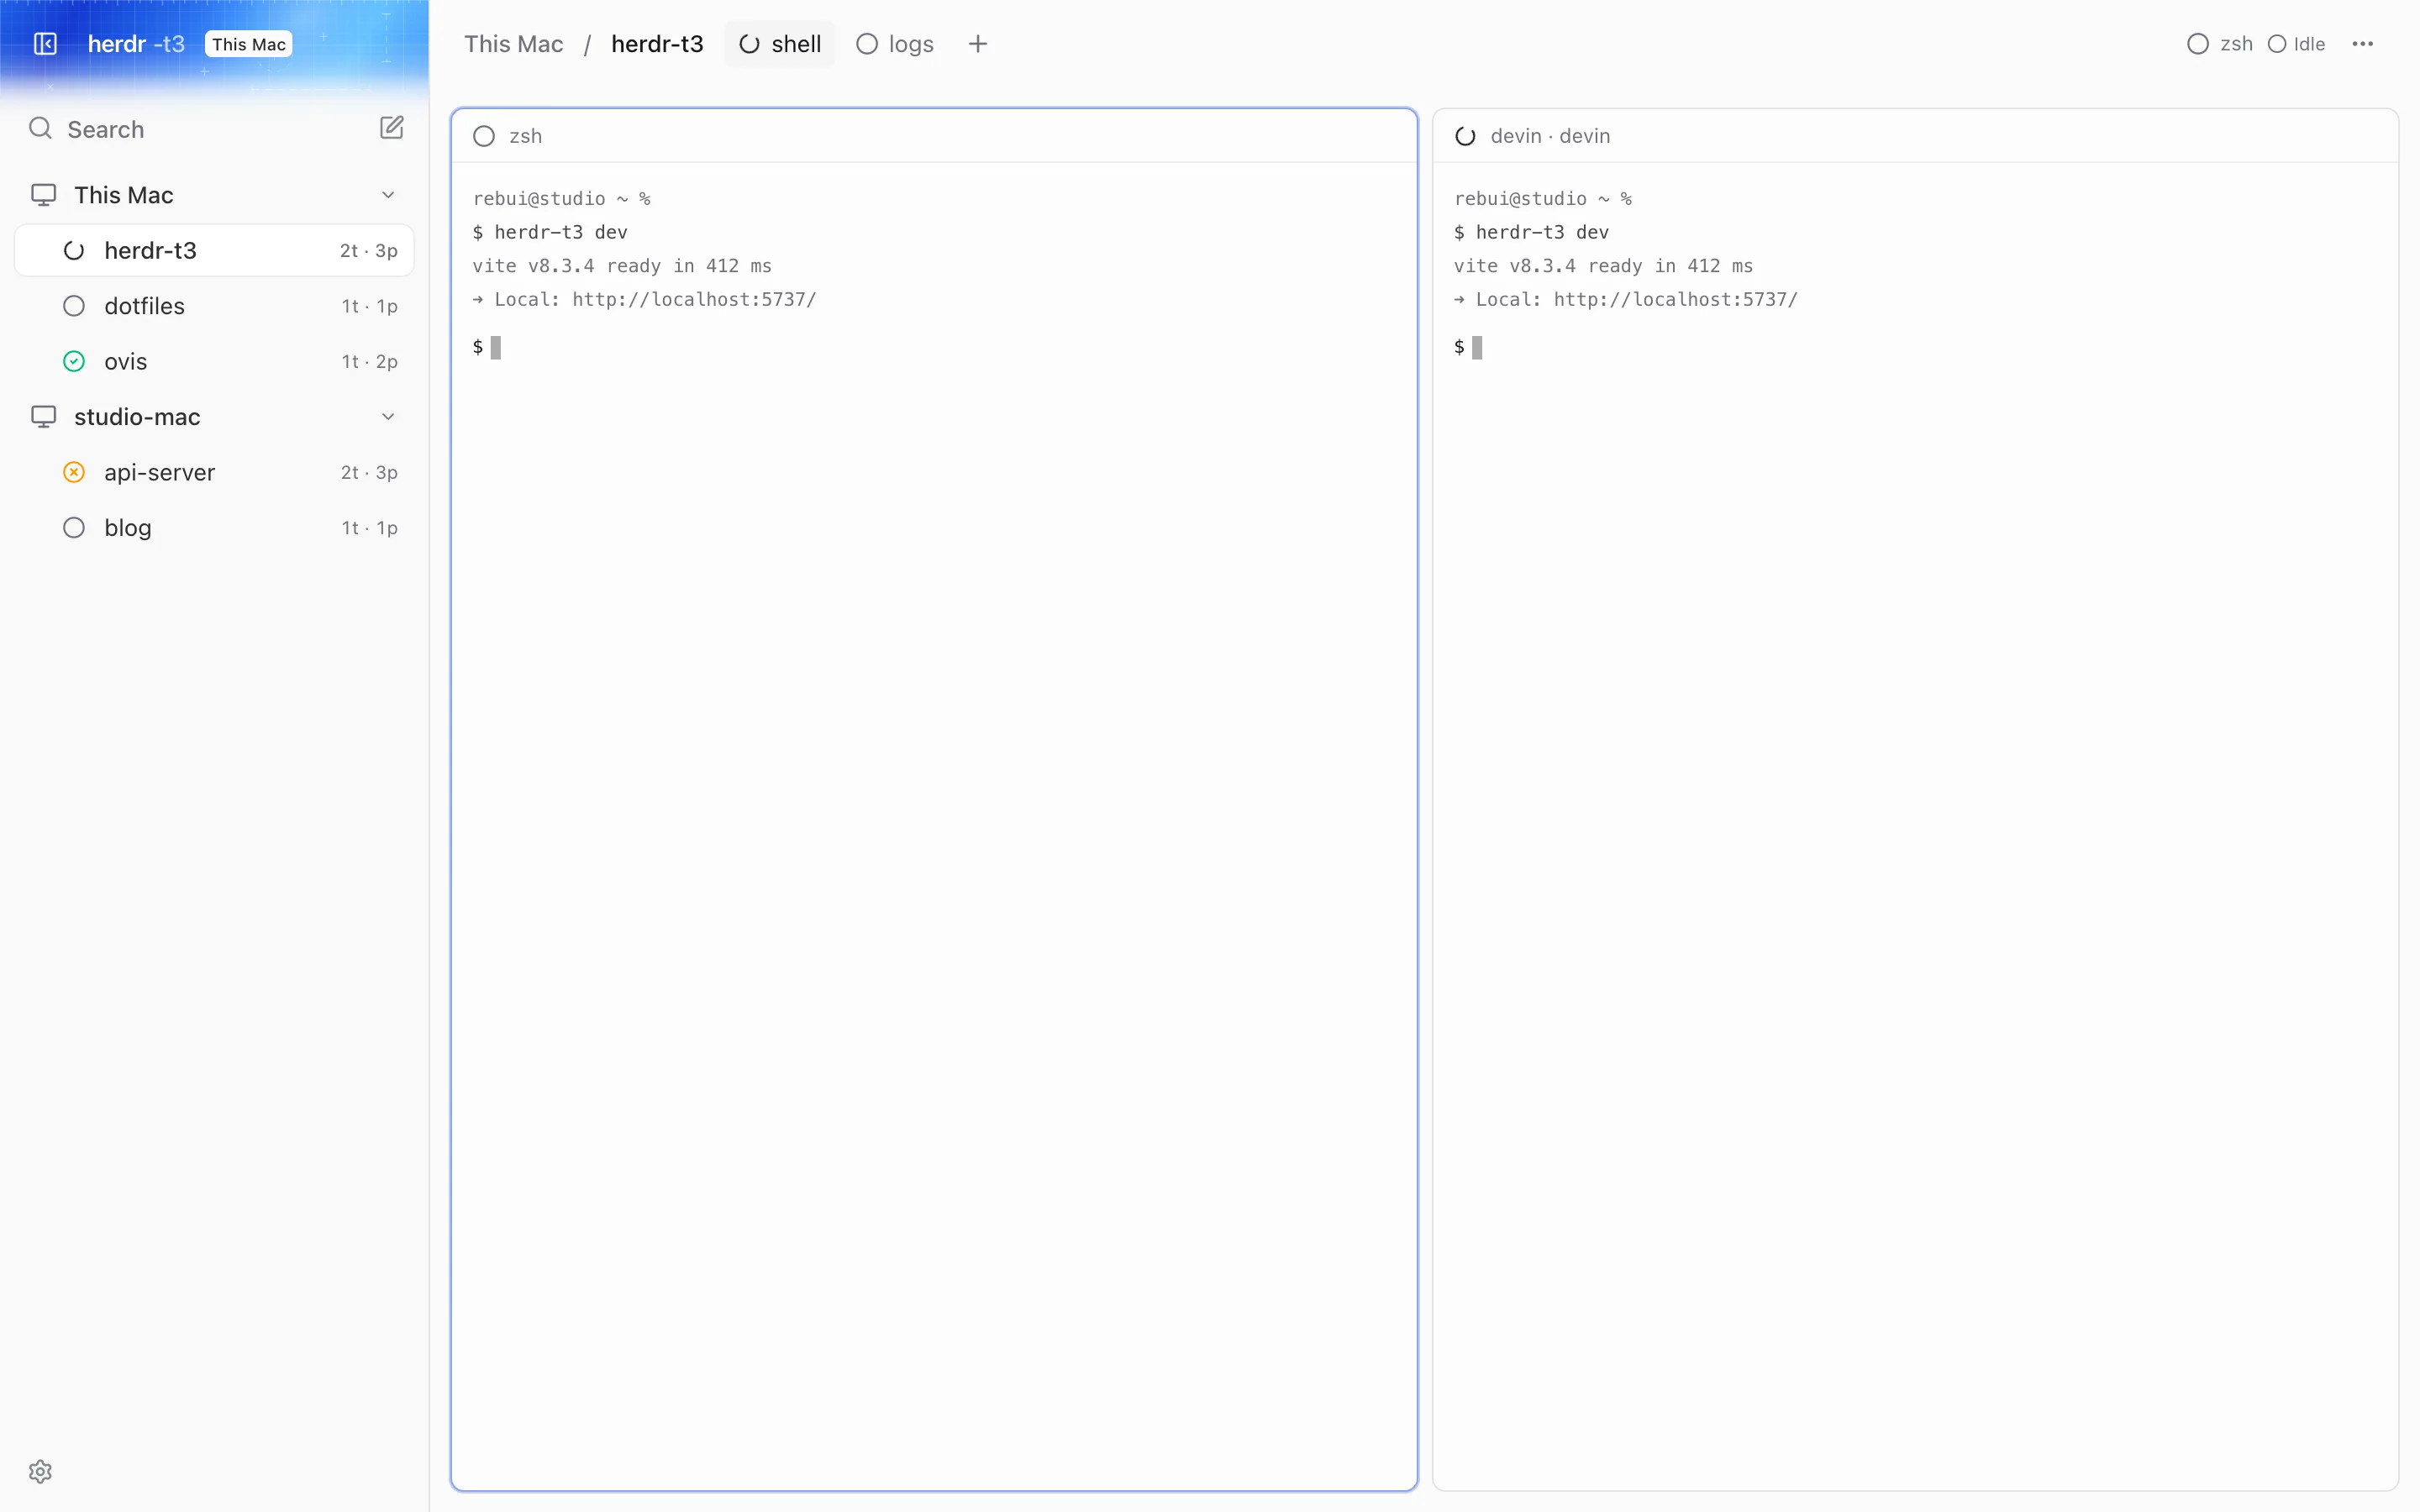 herdr -t3 This Mac
Search
This Mac
herdr-t3 2t · 3p
dotfiles 1t · 1p
ovis 1t · 2p
studio-mac
api-server 2t · 3p
blog 1t · 1p
This Mac / herdr-t3 shell logs +
zsh Idle ···
zsh
rebui@studio ~ %
$ herdr-t3 dev
vite v8.3.4 ready in 412 ms
➜ Local: http://localhost:5737/
$
devin · devin
rebui@studio ~ %
$ herdr-t3 dev
vite v8.3.4 ready in 412 ms
➜ Local: http://localhost:5737/
$